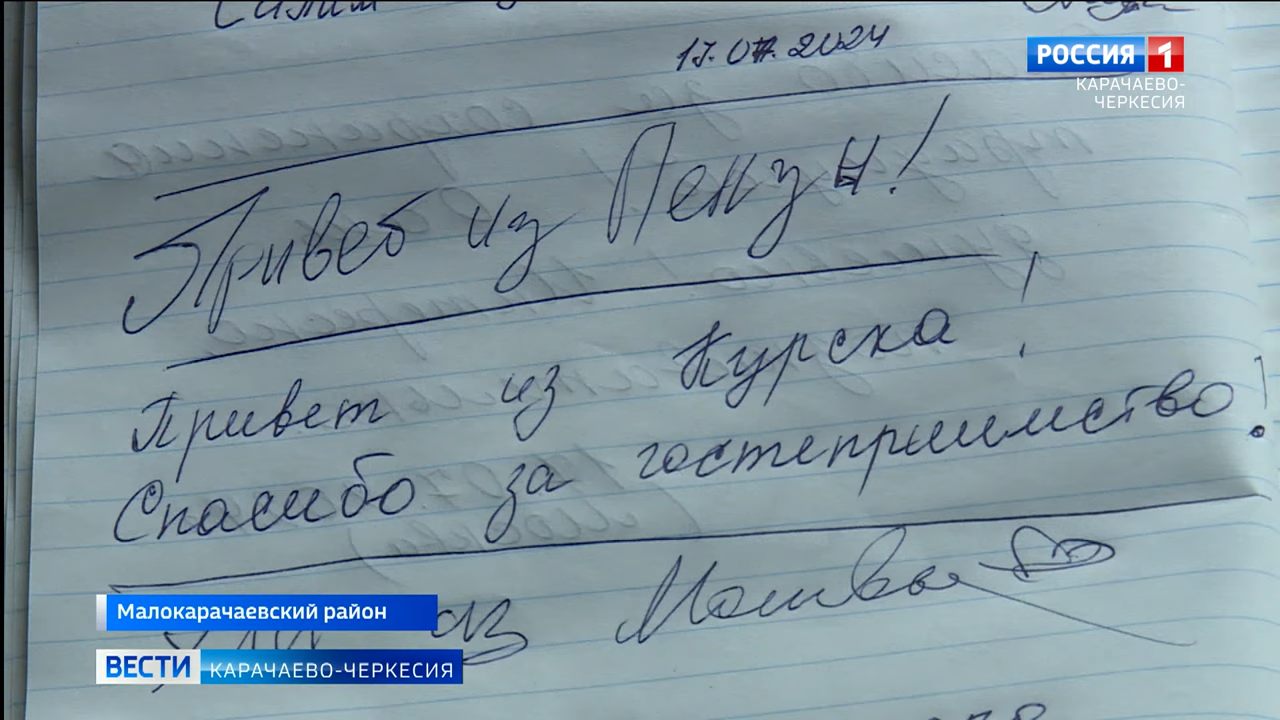 17.07.2024
РОССИЯ 1
КАРАЧАЕВО-
ЧЕРКЕСИЯ
Привет из Пензы!
Привет из Курска!
Спасибо за гостеприимство!
из Москвы
Малокарачаевский район
ВЕСТИ КАРАЧАЕВО-ЧЕРКЕСИЯ